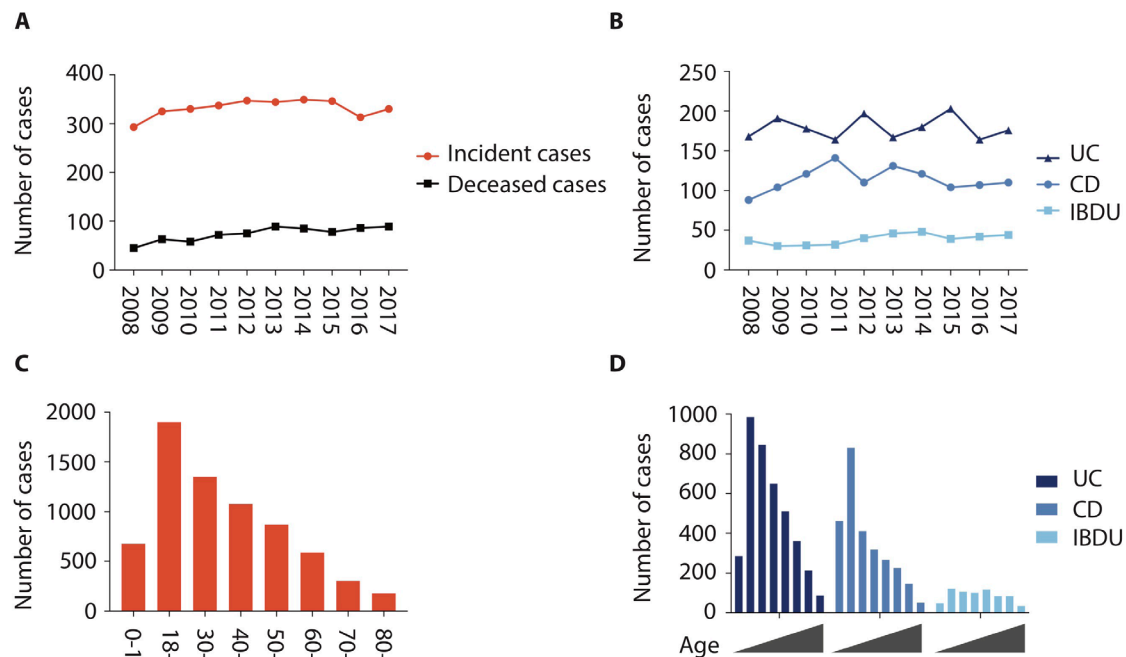 A
Number of cases
400
300
200
100
0
2008
2009
2010
2011
2012
2013
2014
2015
2016
2017
Incident cases
Deceased cases
B
Number of cases
250
200
150
100
50
0
2008
2009
2010
2011
2012
2013
2014
2015
2016
2017
UC
CD
IBDU
C
Number of cases
2000
1500
1000
500
0
0-1
18-
30-
40-
50-
60-
70-
80-
D
Number of cases
1000
800
600
400
200
0
Age
UC
CD
IBDU